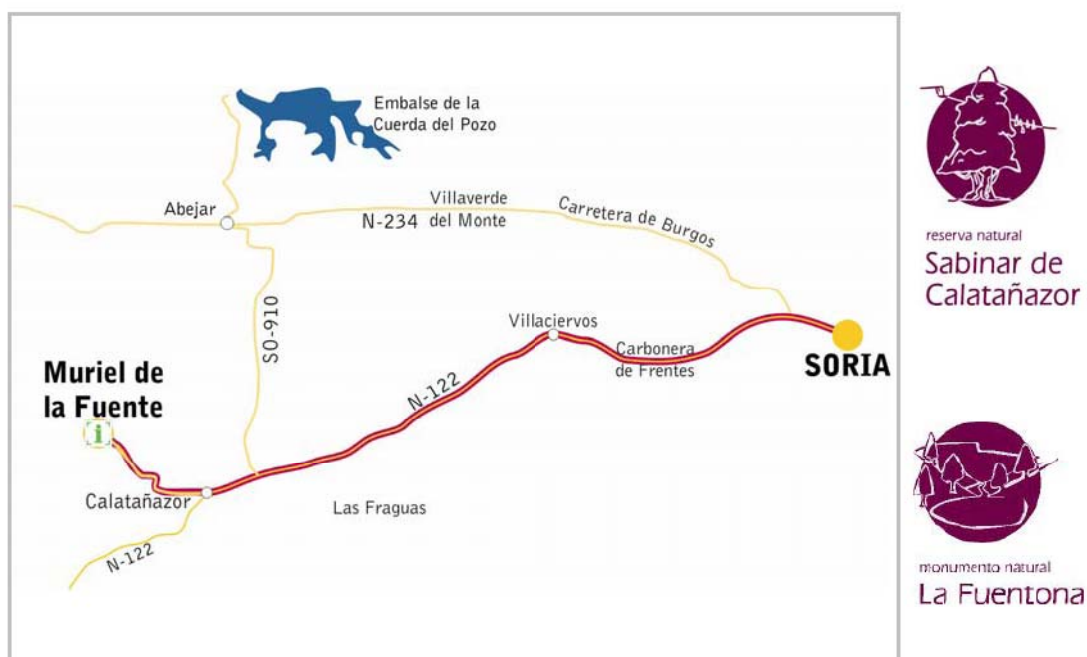 Embalse de la
Cuerda del Pozo
Abejar
Villaverde
del Monte
N-234
Carretera de Burgos
SO-910
Villaciervos
Carbonera
de Frentes
SORIA
N-122
Muriel de
la Fuente
i
Calatañazor
Las Fraguas
N-122
reserva natural
Sabinar de
Calatañazor
monumento natural
La Fuentona